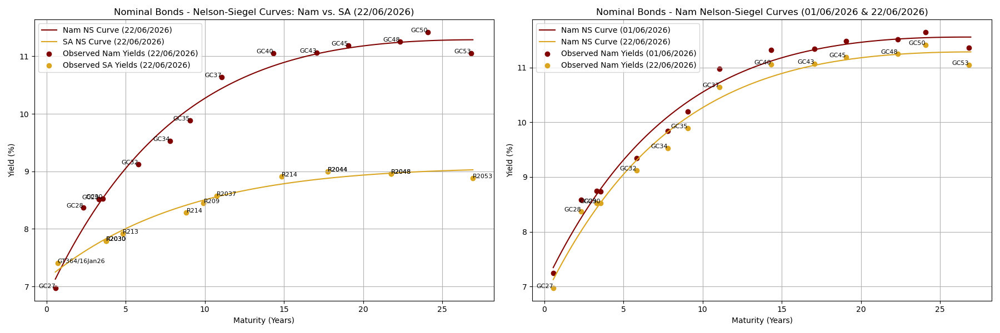 Nominal Bonds - Nelson-Siegel Curves: Nam vs. SA (22/06/2026)
Nam NS Curve (22/06/2026)
SA NS Curve (22/06/2026)
Observed Nam Yields (22/06/2026)
Observed SA Yields (22/06/2026)
Yield (%)
11
10
9
8
7
GC27
GC28
GC30
GC32
GC34
GC35
GC37
GC40
GC43
GC45
GC48
GC50
GC53
GT364/16Jan26
R2030
R213
R214
R209
R2037
R214
R2044
R2048
R2053
0
5
10
15
20
25
Maturity (Years)
Nominal Bonds - Nam Nelson-Siegel Curves (01/06/2026 & 22/06/2026)
Nam NS Curve (01/06/2026)
Nam NS Curve (22/06/2026)
Observed Nam Yields (01/06/2026)
Observed Nam Yields (22/06/2026)
Yield (%)
11
10
9
8
7
GC27
GC28
GC30
GC32
GC34
GC35
GC37
GC40
GC43
GC45
GC48
GC50
GC53
0
5
10
15
20
25
Maturity (Years)